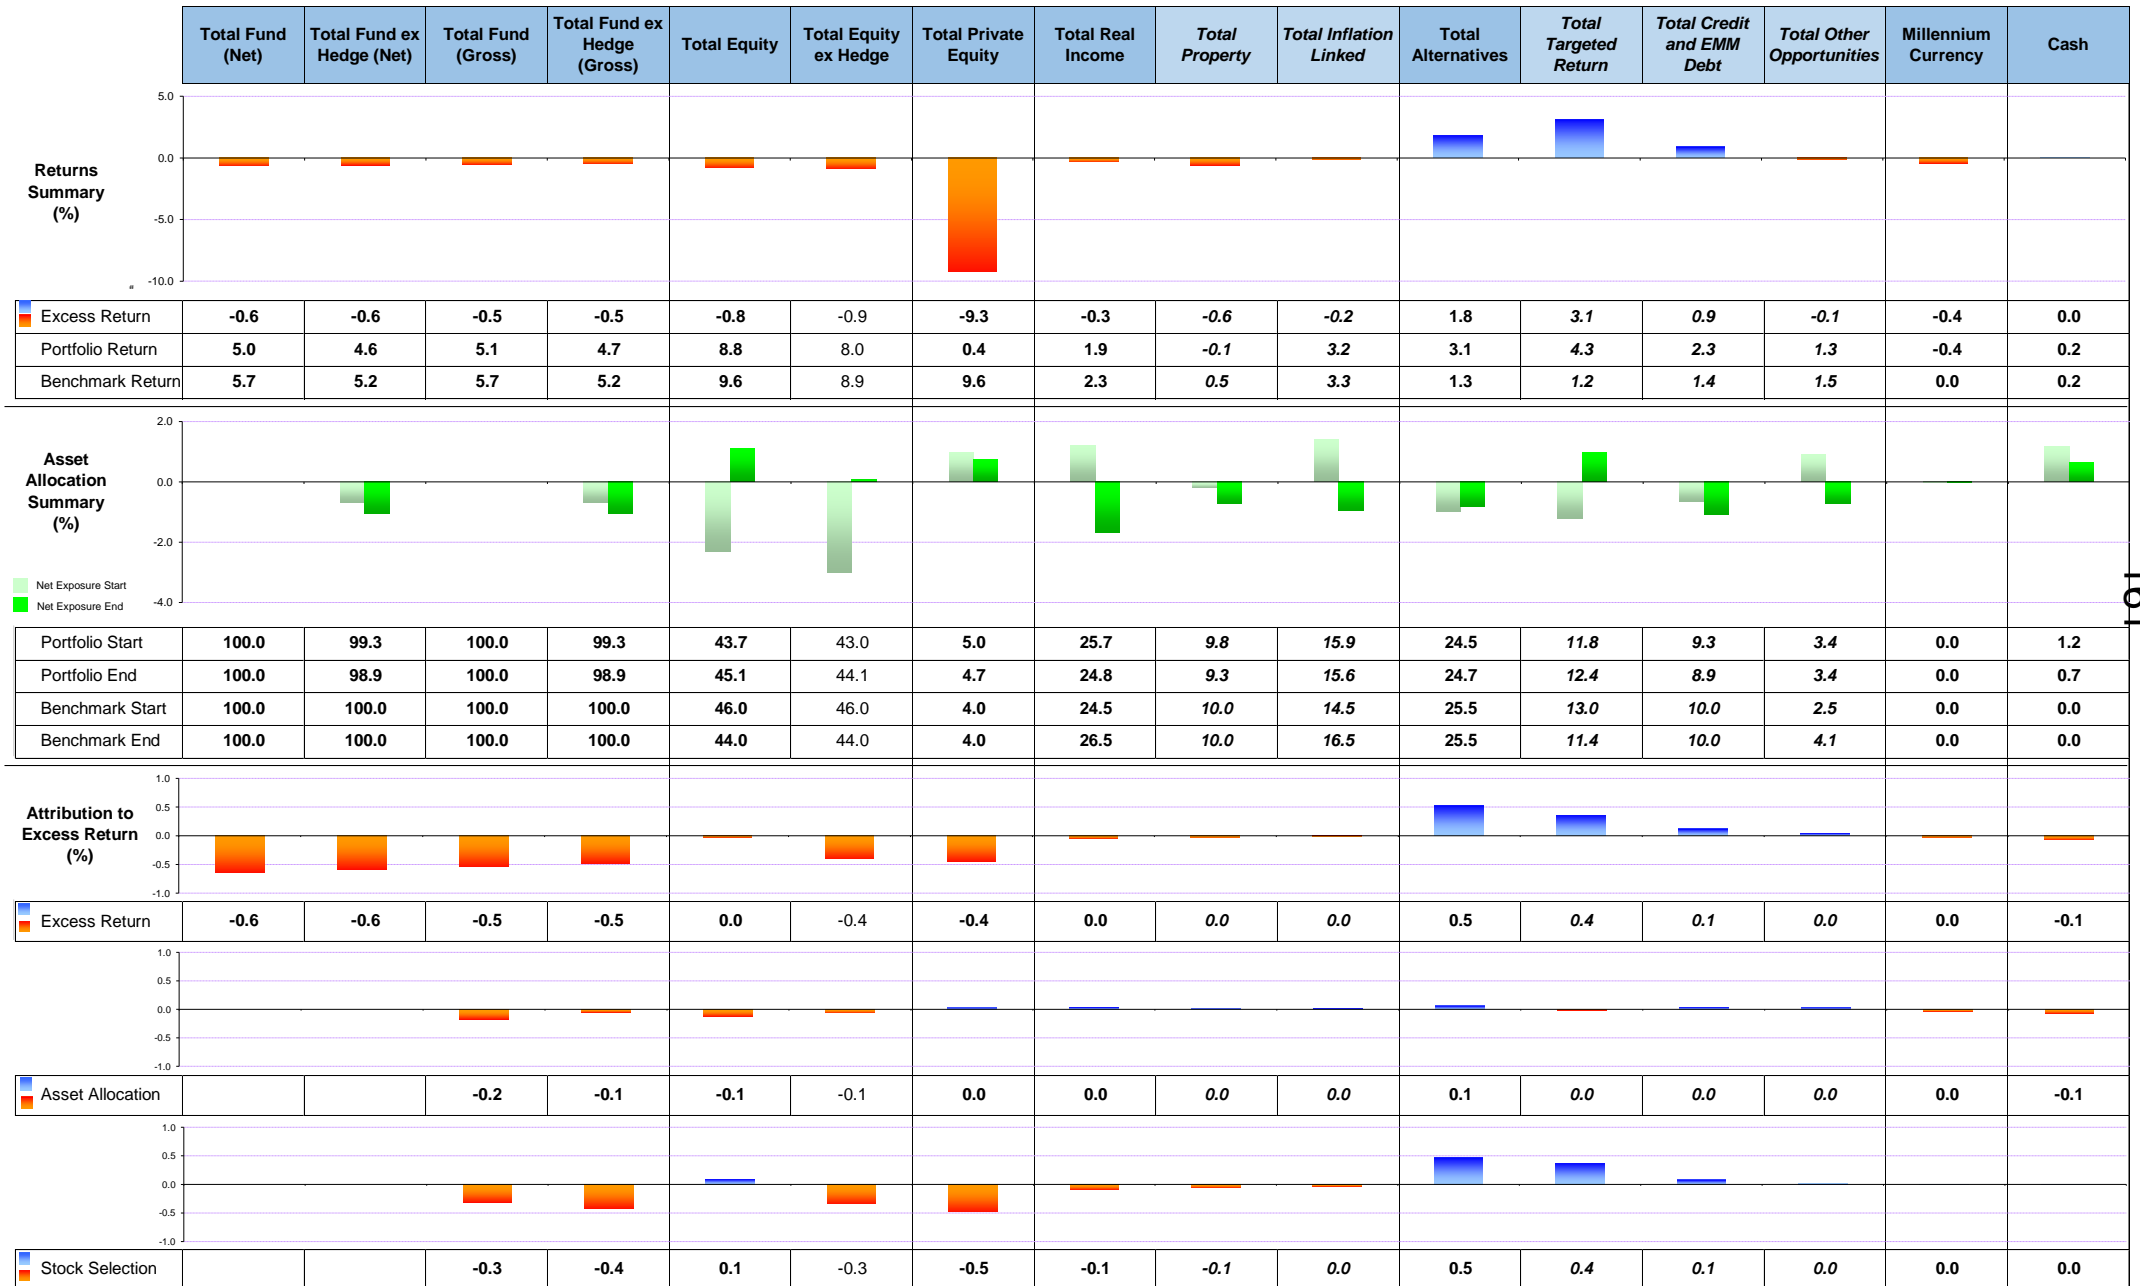 Total Fund (Net) Total Fund ex Hedge (Net) Total Fund (Gross) Total Fund ex Hedge (Gross) Total Equity Total Equity ex Hedge Total Private Equity Total Real Income Total Property Total Inflation Linked Total Alternatives Total Targeted Return Total Credit and EMM Debt Total Other Opportunities Millennium Currency Cash
Returns
Summary
(%)
5.0
0.0
-5.0
-10.0
"
Excess Return -0.6 -0.6 -0.5 -0.5 -0.8 -0.9 -9.3 -0.3 -0.6 -0.2 1.8 3.1 0.9 -0.1 -0.4 0.0
Portfolio Return 5.0 4.6 5.1 4.7 8.8 8.0 0.4 1.9 -0.1 3.2 3.1 4.3 2.3 1.3 -0.4 0.2
Benchmark Return 5.7 5.2 5.7 5.2 9.6 8.9 9.6 2.3 0.5 3.3 1.3 1.2 1.4 1.5 0.0 0.2
Asset
Allocation
Summary
(%)
2.0
0.0
-2.0
-4.0
Net Exposure Start
Net Exposure End
Portfolio Start 100.0 99.3 100.0 99.3 43.7 43.0 5.0 25.7 9.8 15.9 24.5 11.8 9.3 3.4 0.0 1.2
Portfolio End 100.0 98.9 100.0 98.9 45.1 44.1 4.7 24.8 9.3 15.6 24.7 12.4 8.9 3.4 0.0 0.7
Benchmark Start 100.0 100.0 100.0 100.0 46.0 46.0 4.0 24.5 10.0 14.5 25.5 13.0 10.0 2.5 0.0 0.0
Benchmark End 100.0 100.0 100.0 100.0 44.0 44.0 4.0 26.5 10.0 16.5 25.5 11.4 10.0 4.1 0.0 0.0
Attribution to
Excess Return
(%)
1.0
0.5
0.0
-0.5
-1.0
Excess Return -0.6 -0.6 -0.5 -0.5 0.0 -0.4 -0.4 0.0 0.0 0.0 0.5 0.4 0.1 0.0 0.0 -0.1
1.0
0.5
0.0
-0.5
-1.0
Asset Allocation -0.2 -0.1 -0.1 -0.1 0.0 0.0 0.0 0.0 0.1 0.0 0.0 0.0 0.0 -0.1
1.0
0.5
0.0
-0.5
-1.0
Stock Selection -0.3 -0.4 0.1 -0.3 -0.5 -0.1 -0.1 0.0 0.5 0.4 0.1 0.0 0.0 0.0